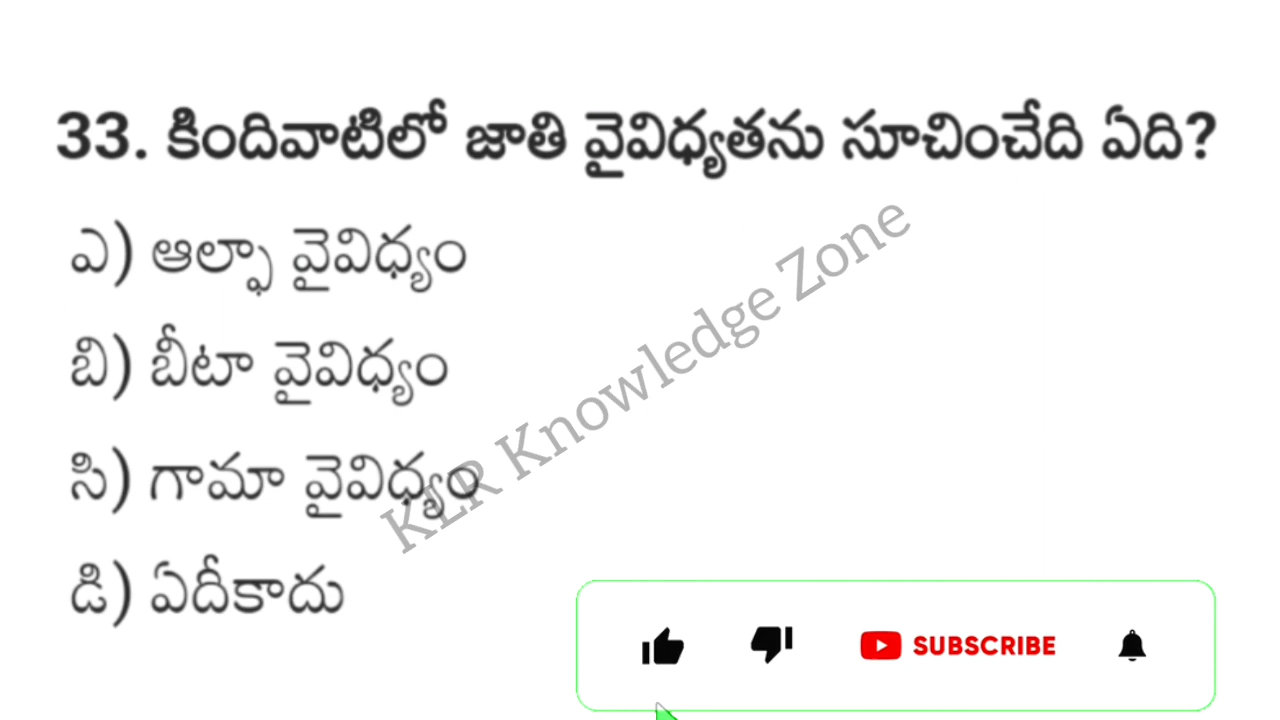 33. కిందివాటిలో జాతి వైవిధ్యతను సూచించేది ఏది?
ఎ) ఆల్ఫా వైవిధ్యం
బి) బీటా వైవిధ్యం
సి) గామా వైవిధ్యం
డి) ఏదీకాదు
KLR Knowledge Zone
SUBSCRIBE